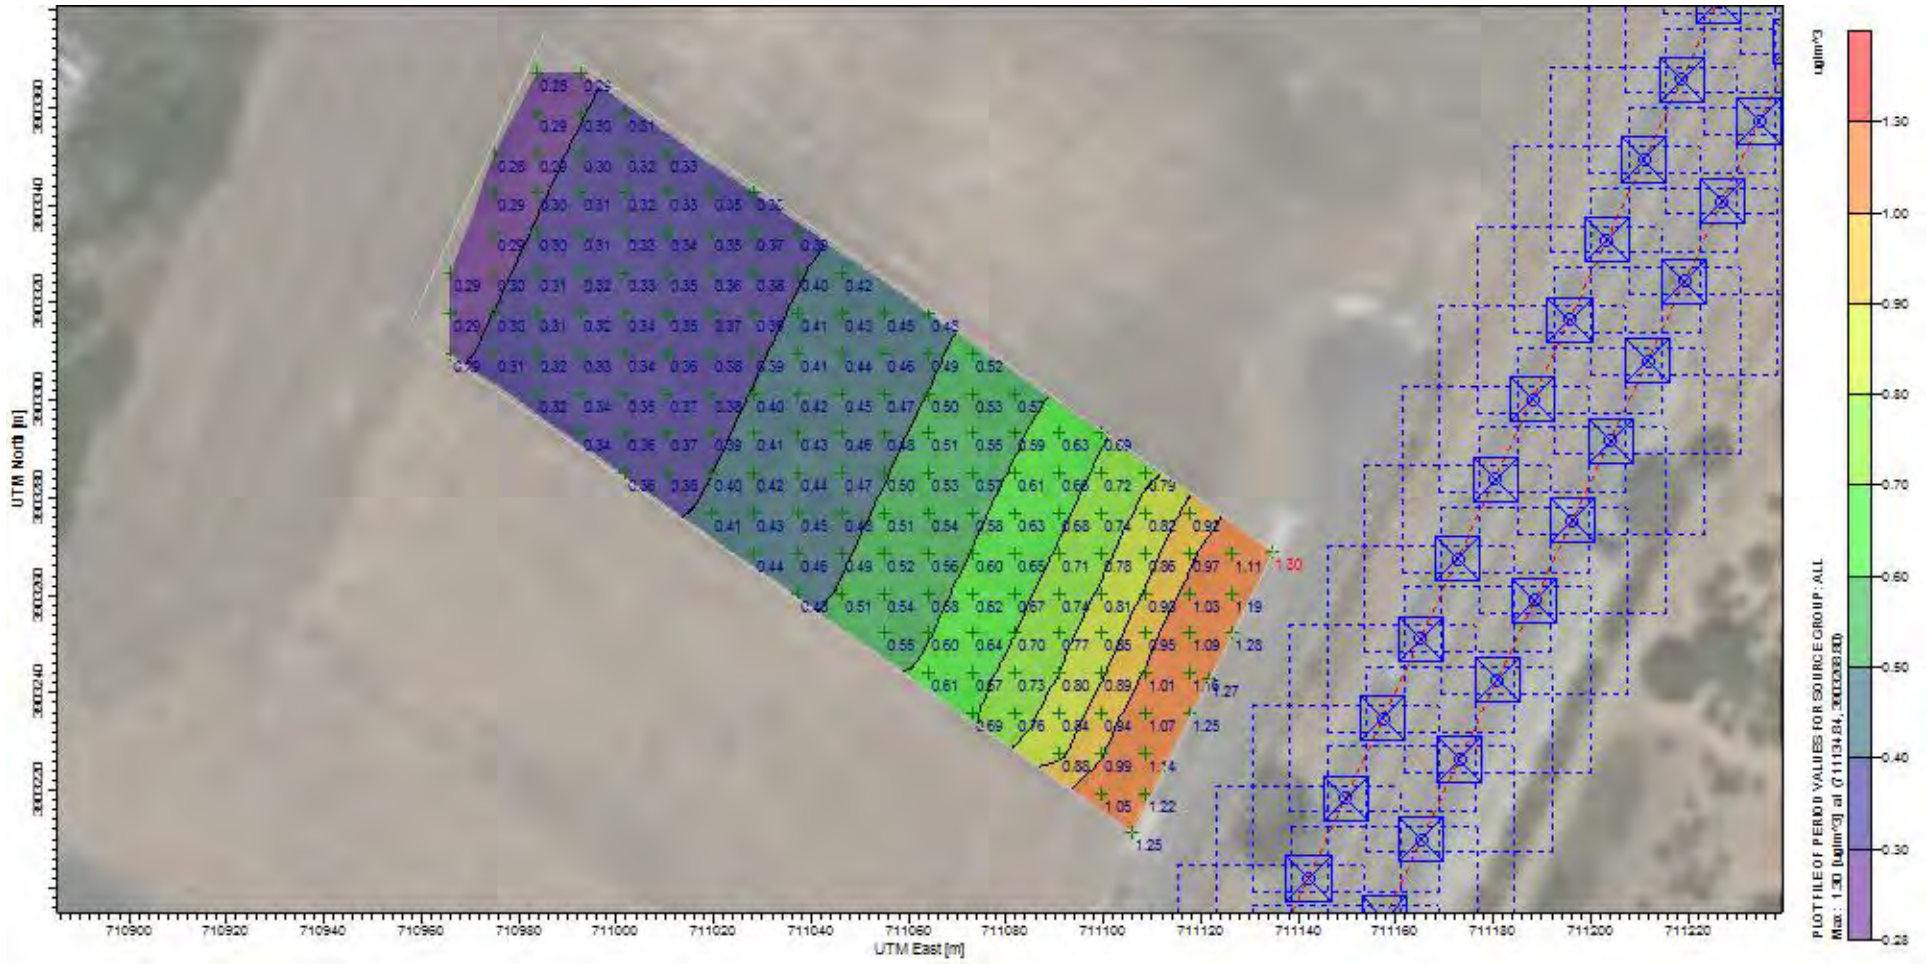 0.28 0.29
0.29 0.30 0.31
0.28 0.29 0.30 0.32 0.33
0.29 0.30 0.31 0.32 0.33 0.35 0.36
0.29 0.30 0.31 0.33 0.34 0.35 0.37 0.39
0.29 0.30 0.31 0.32 0.33 0.35 0.36 0.38 0.40 0.42
0.29 0.30 0.31 0.32 0.34 0.35 0.37 0.39 0.41 0.43 0.45 0.48
0.29 0.31 0.32 0.33 0.34 0.36 0.38 0.39 0.41 0.44 0.46 0.49 0.52
0.32 0.34 0.35 0.37 0.38 0.40 0.42 0.45 0.47 0.50 0.53 0.57
0.34 0.36 0.37 0.39 0.41 0.43 0.46 0.48 0.51 0.55 0.59 0.63 0.69
0.36 0.38 0.40 0.42 0.44 0.47 0.50 0.53 0.57 0.61 0.66 0.72 0.79
0.41 0.43 0.45 0.48 0.51 0.54 0.58 0.63 0.68 0.74 0.82 0.92
0.44 0.46 0.49 0.52 0.56 0.60 0.65 0.71 0.78 0.86 0.97 1.11 1.30
0.48 0.51 0.54 0.58 0.62 0.67 0.74 0.81 0.90 1.03 1.19
0.55 0.60 0.64 0.70 0.77 0.85 0.95 1.09 1.28
0.61 0.67 0.73 0.80 0.89 1.01 1.16 1.27
0.69 0.76 0.84 0.94 1.07 1.25
0.88 0.99 1.14
1.05 1.22
1.25
UTM North [m]
710900 710920 710940 710960 710980 711000 711020 711040 711060 711080 711100 711120 711140 711160 711180 711200 711220
UTM East [m]
PLOT FILE OF PERIOD VALUES FOR SOURCE GROUP: ALL
Max: 1.30 [ug/m^3] at
ug/m^3
1.30
1.00
0.90
0.80
0.70
0.60
0.50
0.40
0.30
0.28